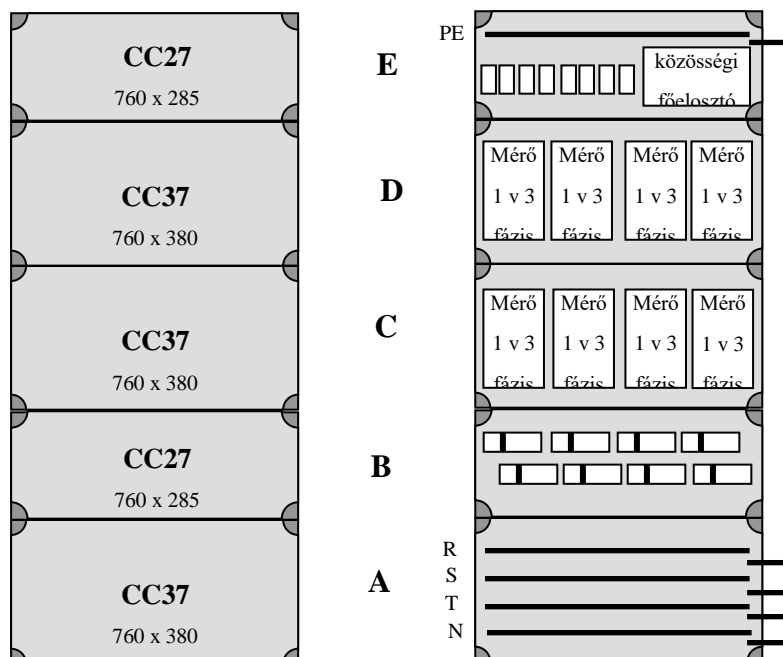 CC27
760 x 285
CC37
760 x 380
CC37
760 x 380
CC27
760 x 285
CC37
760 x 380
E
D
C
B
A
PE
közösségi
főelosztó
Mérő
1 v 3
fázis
Mérő
1 v 3
fázis
Mérő
1 v 3
fázis
Mérő
1 v 3
fázis
Mérő
1 v 3
fázis
Mérő
1 v 3
fázis
Mérő
1 v 3
fázis
Mérő
1 v 3
fázis
R
S
T
N